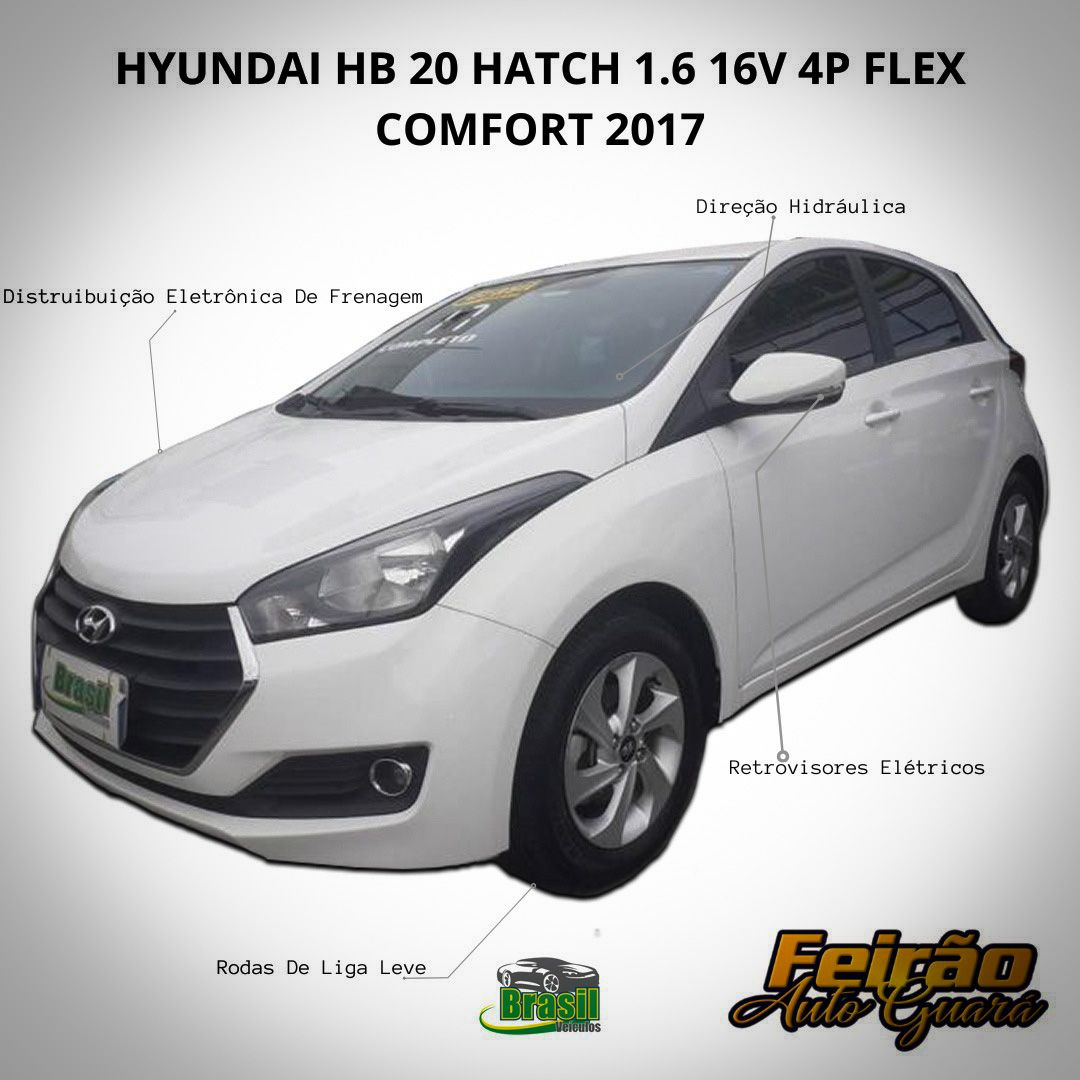 HYUNDAI HB 20 HATCH 1.6 16V 4P FLEX
COMFORT 2017
Direção Hidráulica
Distruibuição Eletrônica De Frenagem
17
COMPLETO
Brasil
Retrovisores Elétricos
Rodas De Liga Leve
Brasil
Veículos
Feirão
Auto Guará